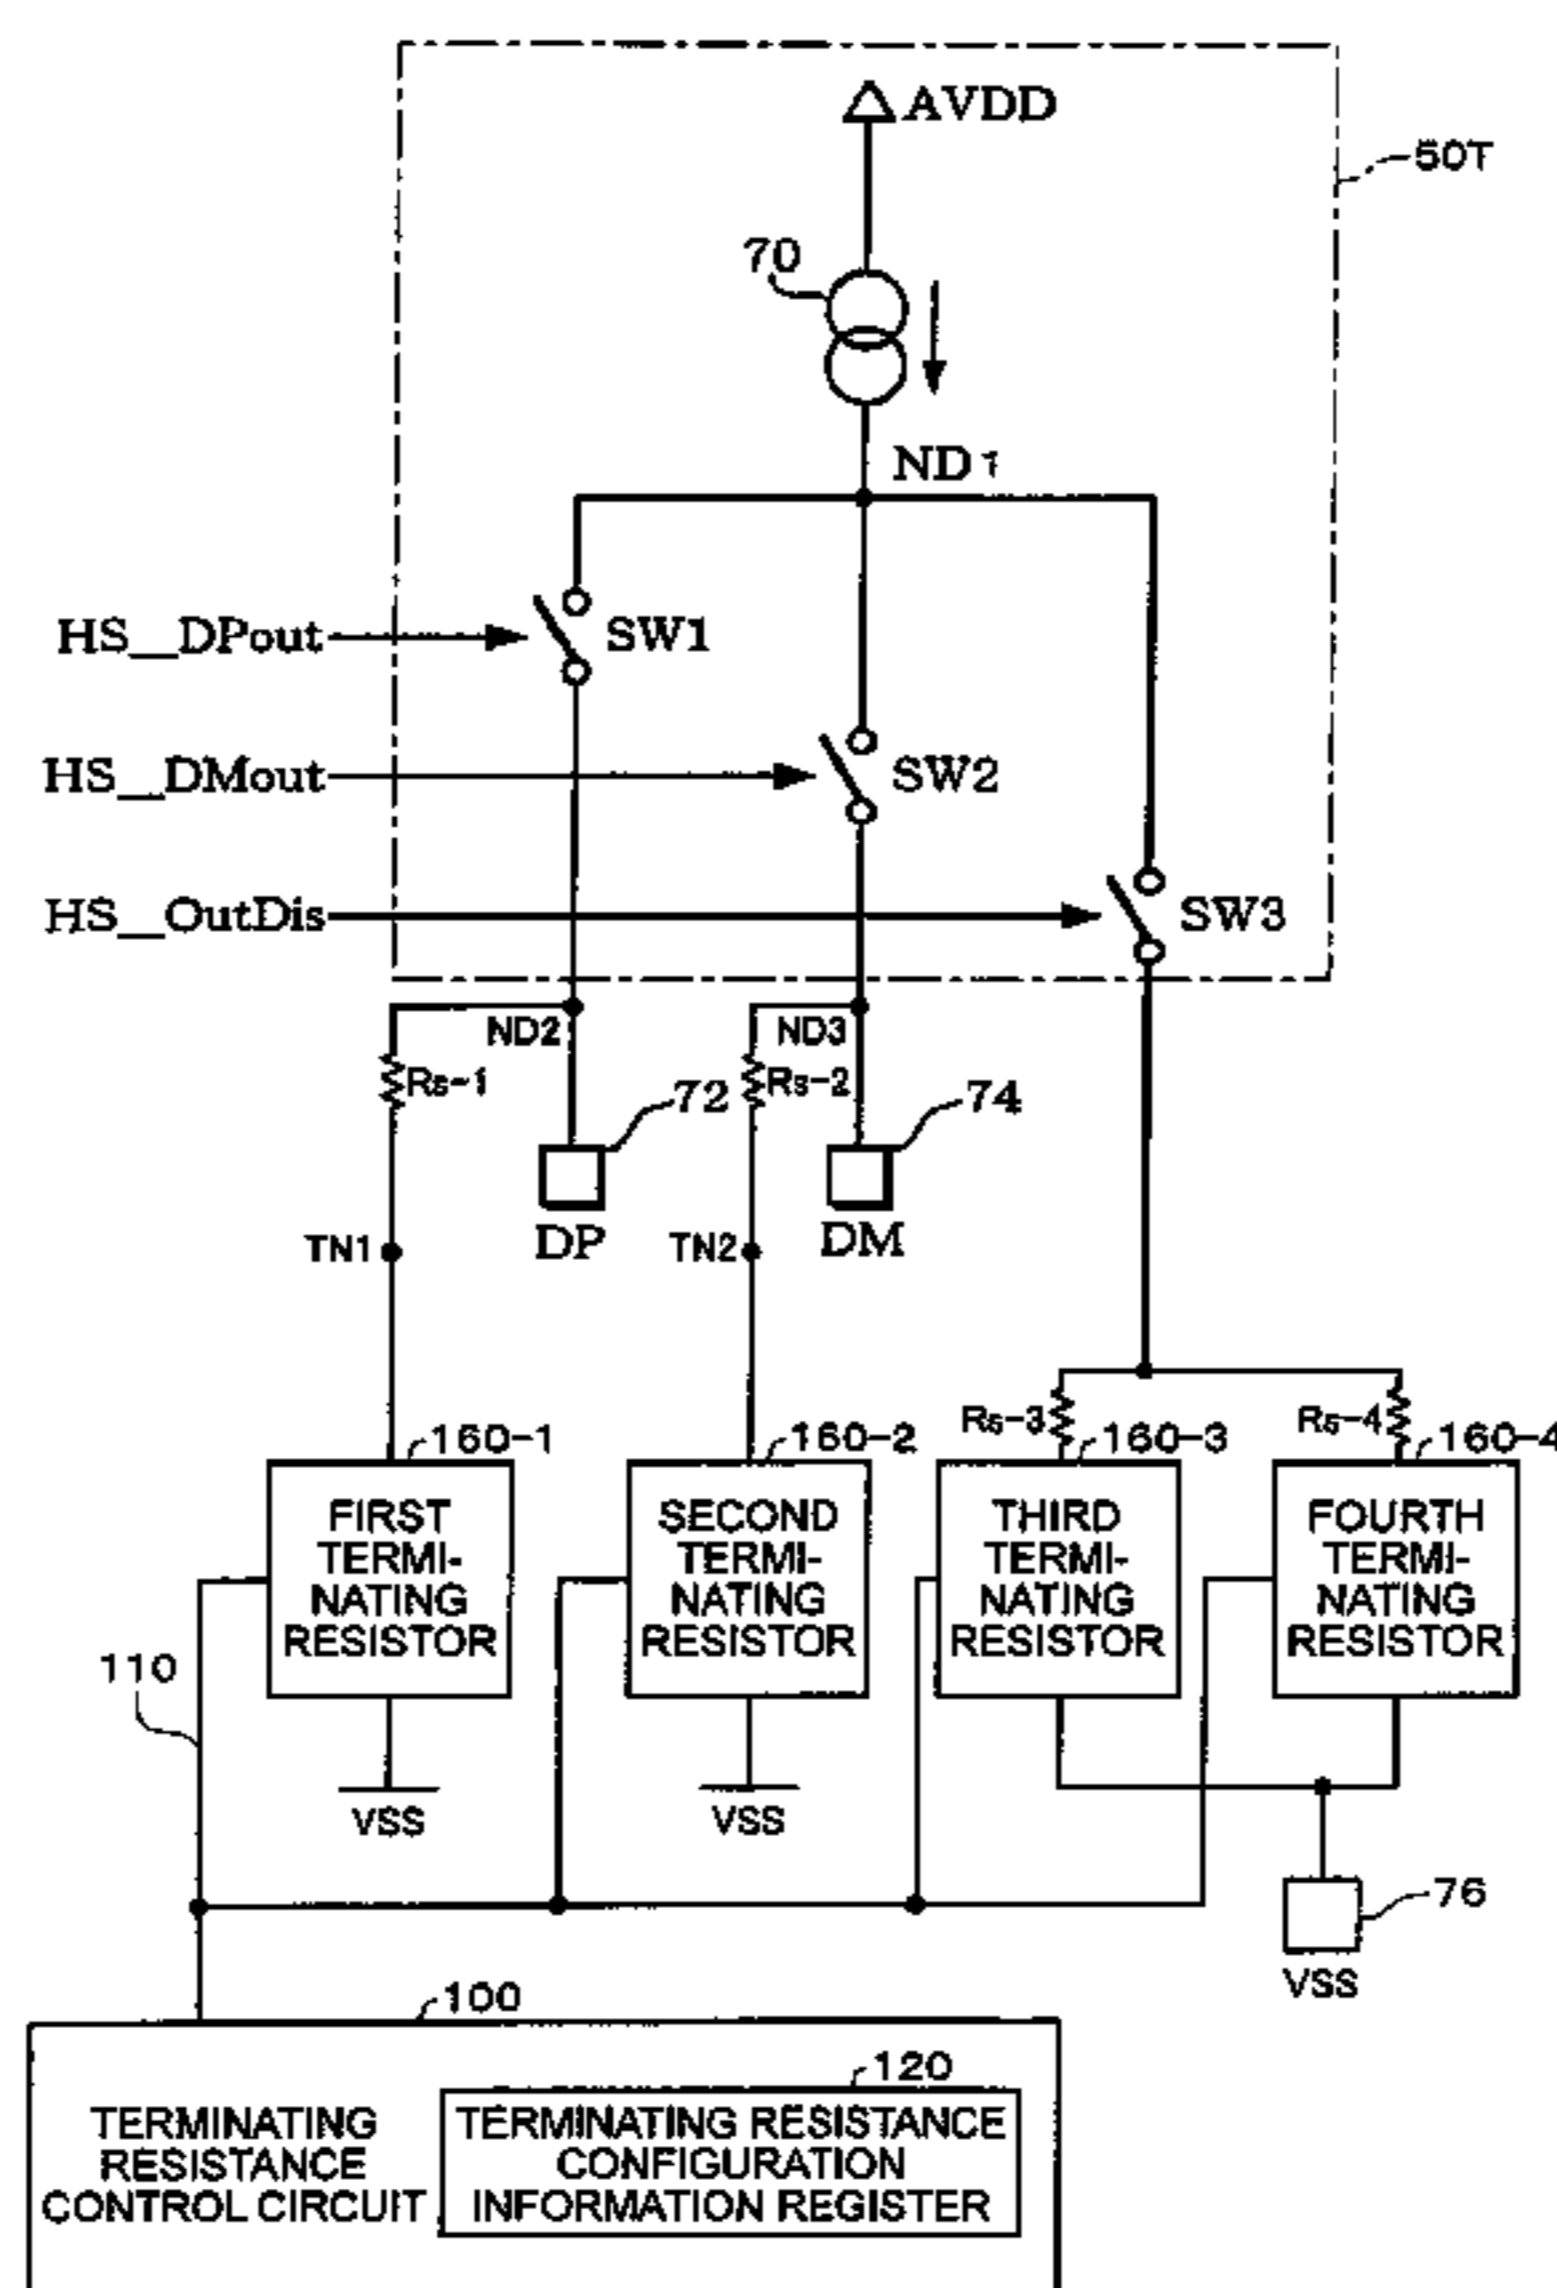 AVDD
50T
70
ND1
HS__DPout
SW1
HS__DMout
SW2
HS__OutDis
SW3
ND2
ND3
Rs-1
Rs-2
72
74
TN1
DP
TN2
DM
Rs-3
Rs-4
160-1
160-2
160-3
160-4
FIRST
TERMI-
NATING
RESISTOR
SECOND
TERMI-
NATING
RESISTOR
THIRD
TERMI-
NATING
RESISTOR
FOURTH
TERMI-
NATING
RESISTOR
110
VSS
VSS
76
VSS
100
120
TERMINATING
RESISTANCE
CONTROL CIRCUIT
TERMINATING RESISTANCE
CONFIGURATION
INFORMATION REGISTER